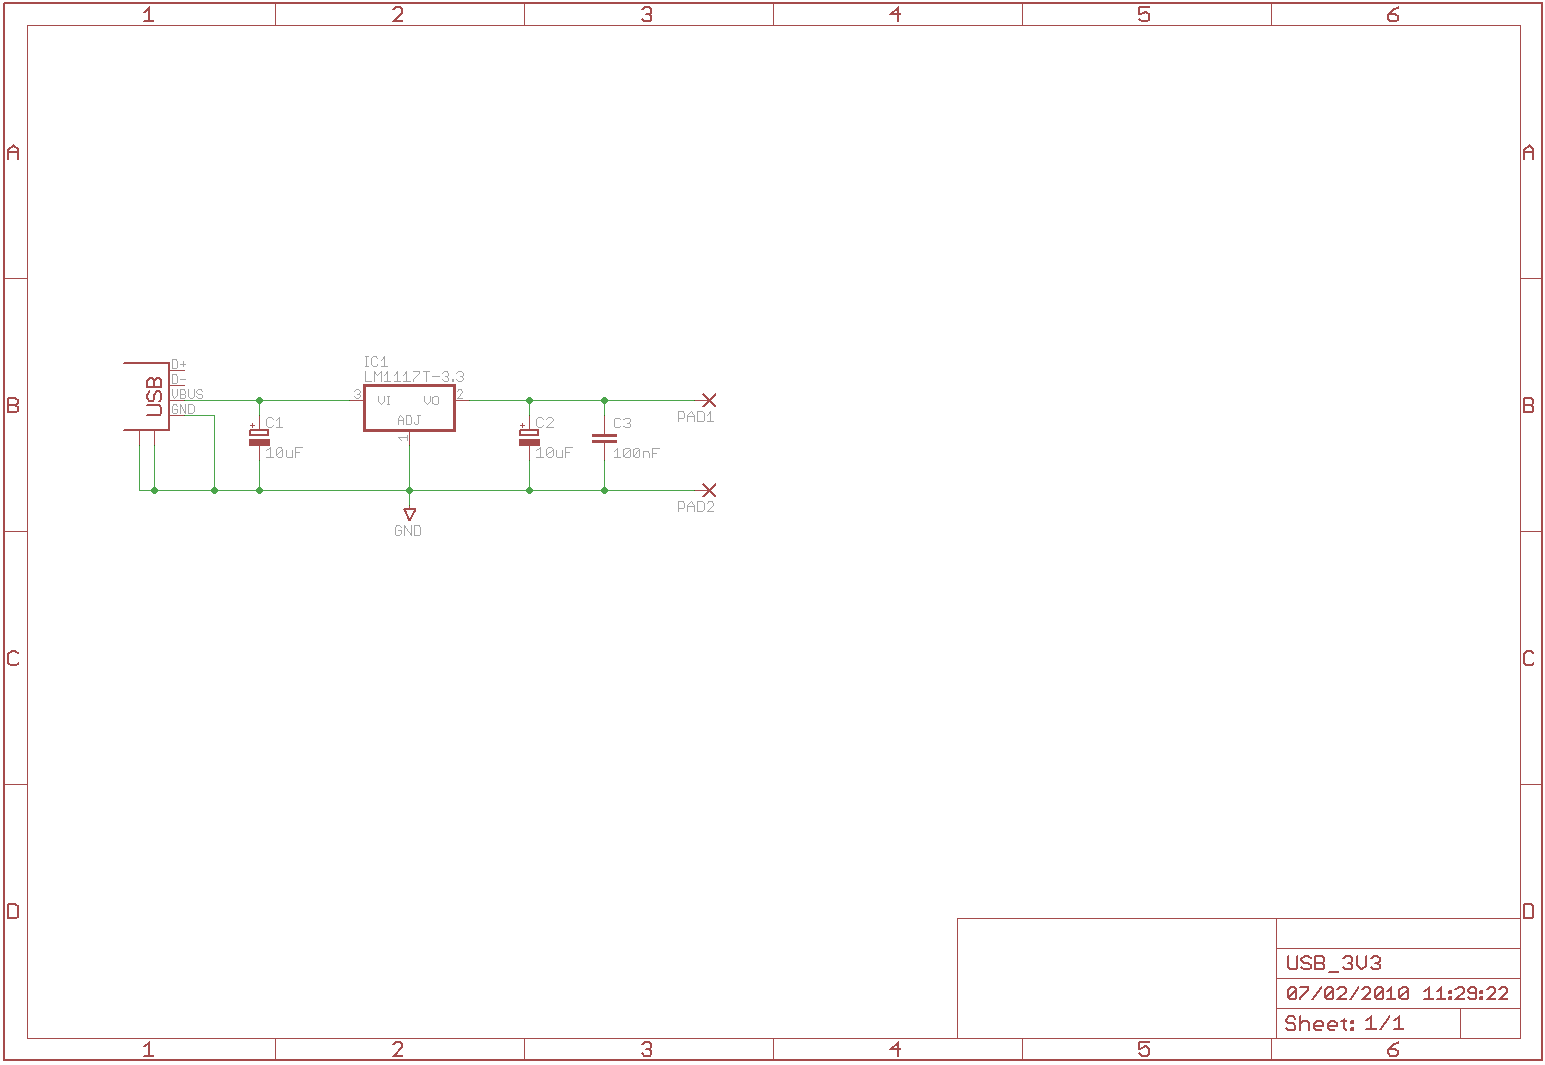 1 2 3 4 5 6
A A
B B
C C
D D
USB
D+
D-
VBUS
GND
C1
10uF
IC1
LM1117T-3.3
3 VI VO 2
ADJ
1
GND
C2
10uF
C3
100nF
PAD1
PAD2
USB_3V3
07/02/2010 11:29:22
Sheet: 1/1
1 2 3 4 5 6